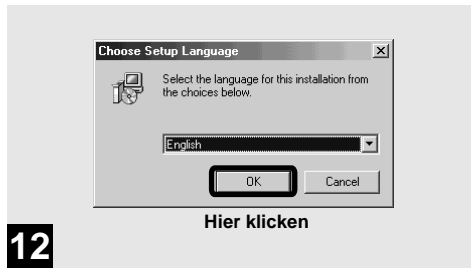 Choose Setup Language
Select the language for this installation from
the choices below.
English
OK Cancel
Hier klicken
12